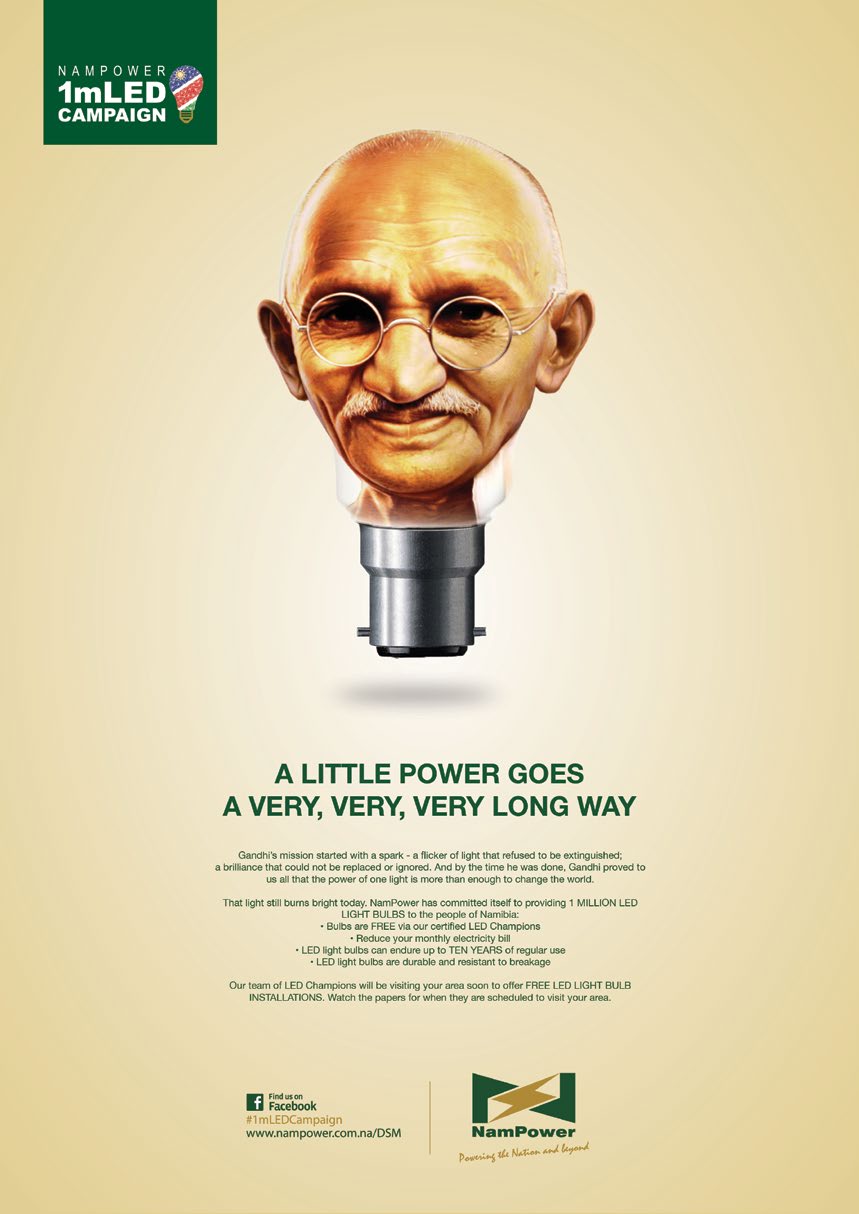 NAMPOWER
1mLED
CAMPAIGN
A LITTLE POWER GOES
A VERY, VERY, VERY LONG WAY
Gandhi's mission started with a spark - a flicker of light that refused to be extinguished;
a brilliance that could not be replaced or ignored. And by the time he was done, Gandhi proved to
us all that the power of one light is more than enough to change the world.
That light still burns bright today. NamPower has committed itself to providing 1 MILLION LED
LIGHT BULBS to the people of Namibia:
• Bulbs are FREE via our certified LED Champions
• Reduce your monthly electricity bill
• LED light bulbs can endure up to TEN YEARS of regular use
• LED light bulbs are durable and resistant to breakage
Our team of LED Champions will be visiting your area soon to offer FREE LED LIGHT BULB
INSTALLATIONS. Watch the papers for when they are scheduled to visit your area.
f Find us on
Facebook
#1mLEDCampaign
www.nampower.com.na/DSM
NamPower
Powering the Nation and beyond